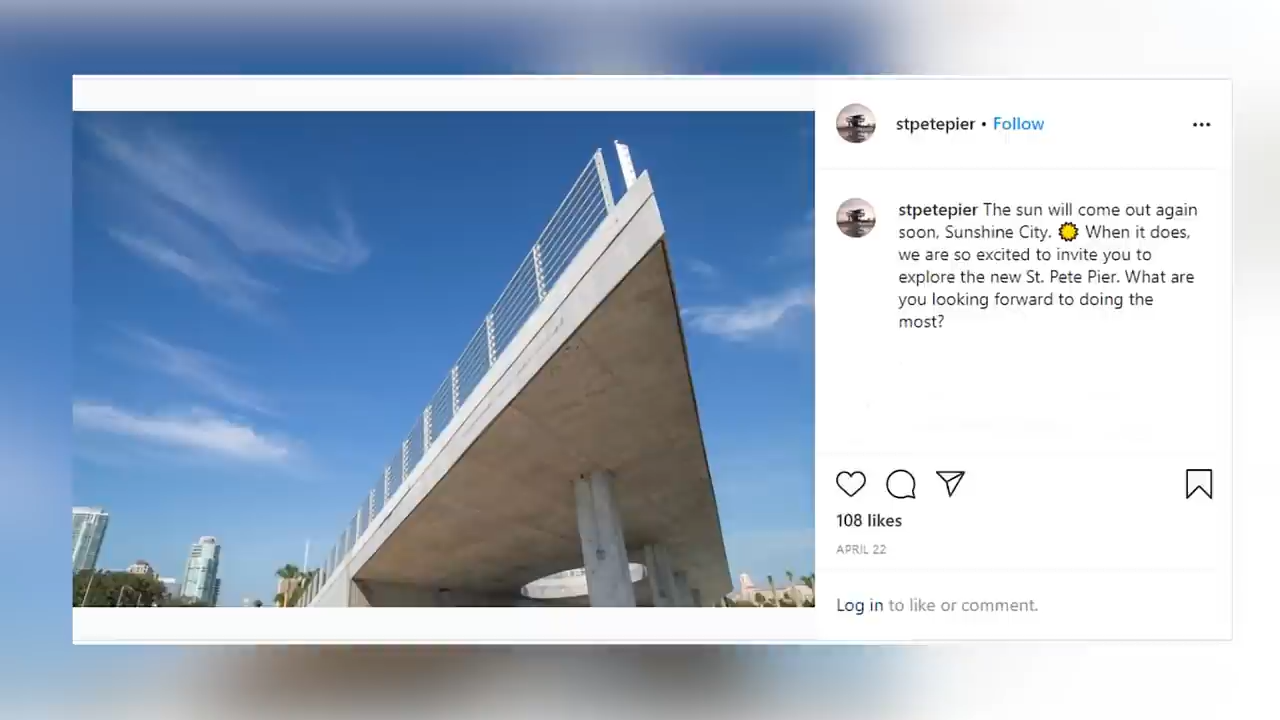 stpetepier • Follow
stpetepier The sun will come out again
soon, Sunshine City. ☀️ When it does,
we are so excited to invite you to
explore the new St. Pete Pier. What are
you looking forward to doing the
most?
108 likes
APRIL 22
Log in to like or comment.